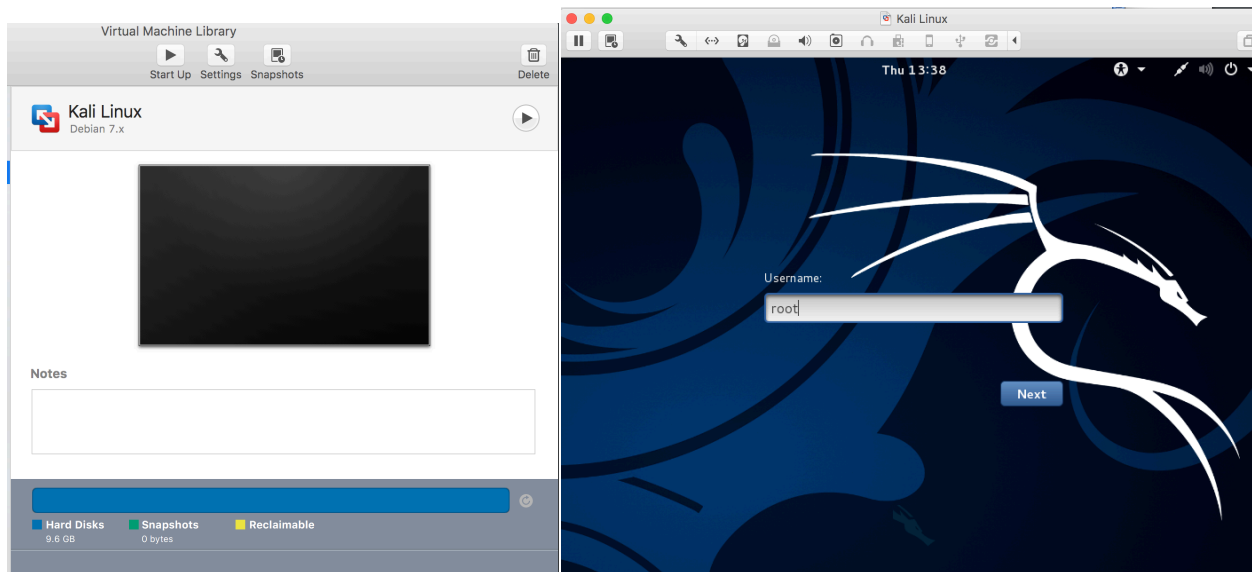 Virtual Machine Library
Start Up Settings Snapshots Delete
Kali Linux
Debian 7.x
Notes
Hard Disks Snapshots Reclaimable
9.6 GB 0 bytes
Kali Linux
Thu 13:38
Username:
root
Next